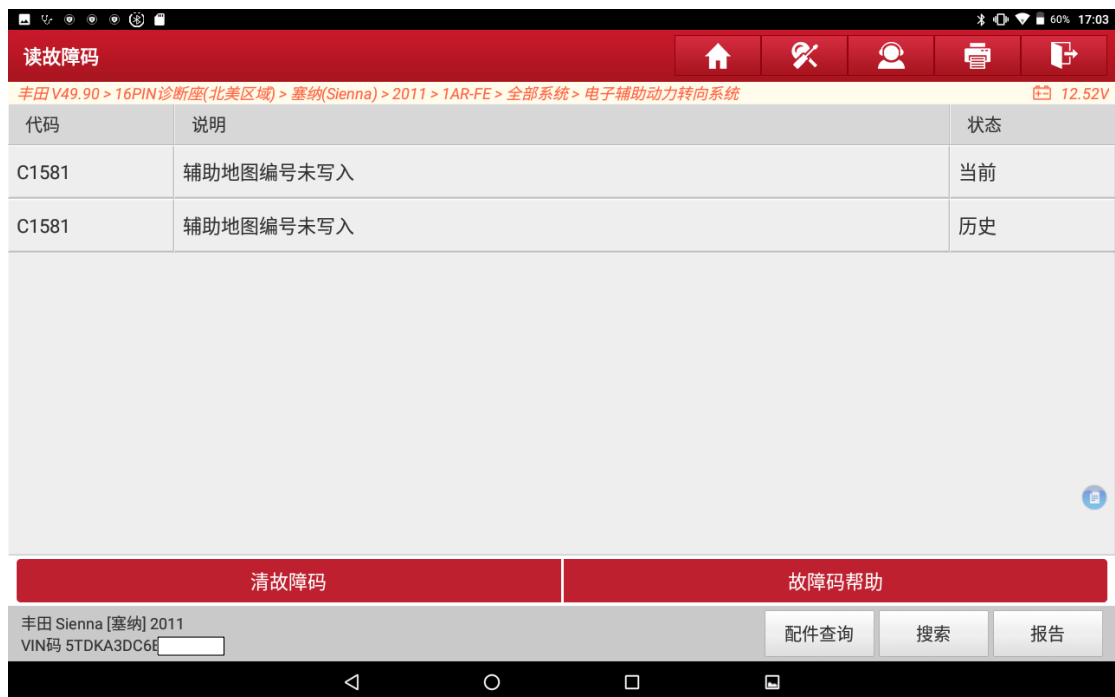 60% 17:03
读故障码
丰田 V49.90 > 16PIN诊断座(北美区域) > 塞纳(Sienna) > 2011 > 1AR-FE > 全部系统 > 电子辅助动力转向系统 12.52V
代码 说明 状态
C1581 辅助地图编号未写入 当前
C1581 辅助地图编号未写入 历史
清故障码 故障码帮助
丰田 Sienna [塞纳] 2011
VIN码 5TDKA3DC6
配件查询 搜索 报告